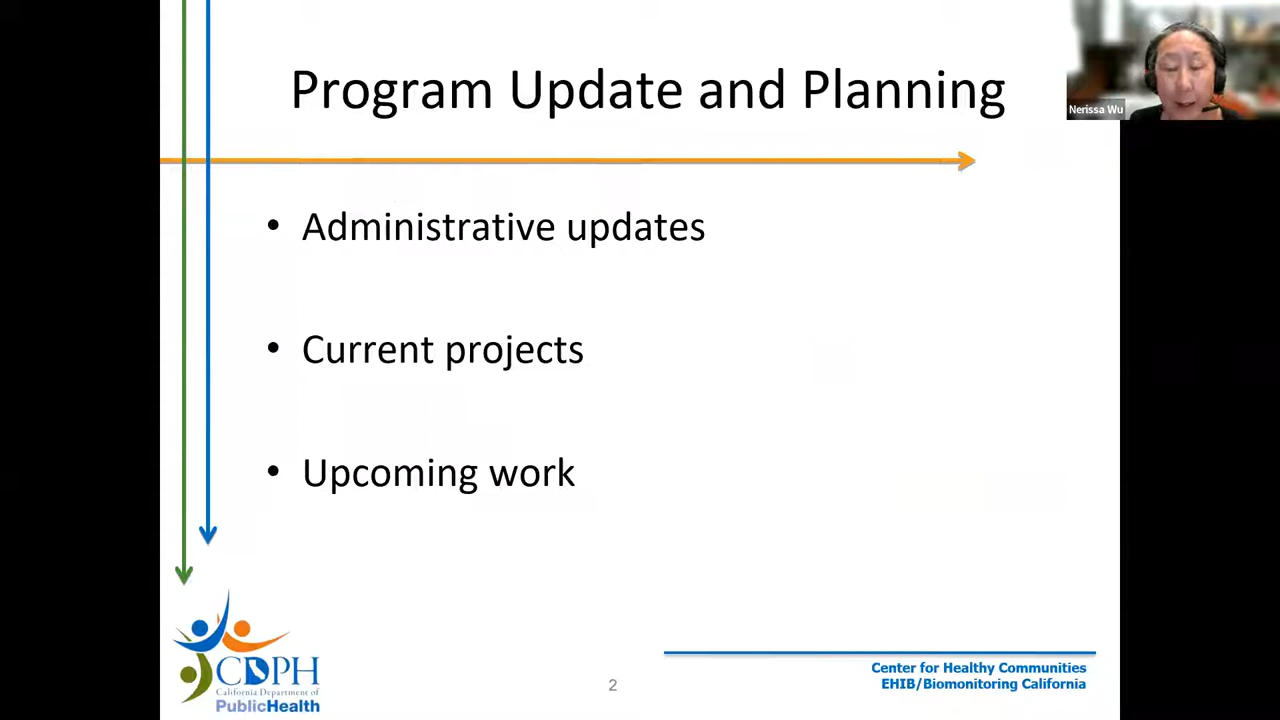 Program Update and Planning
Nerissa Wu
• Administrative updates
• Current projects
• Upcoming work
CDPH
California Department of
PublicHealth
2
Center for Healthy Communities
EHIB/Biomonitoring California